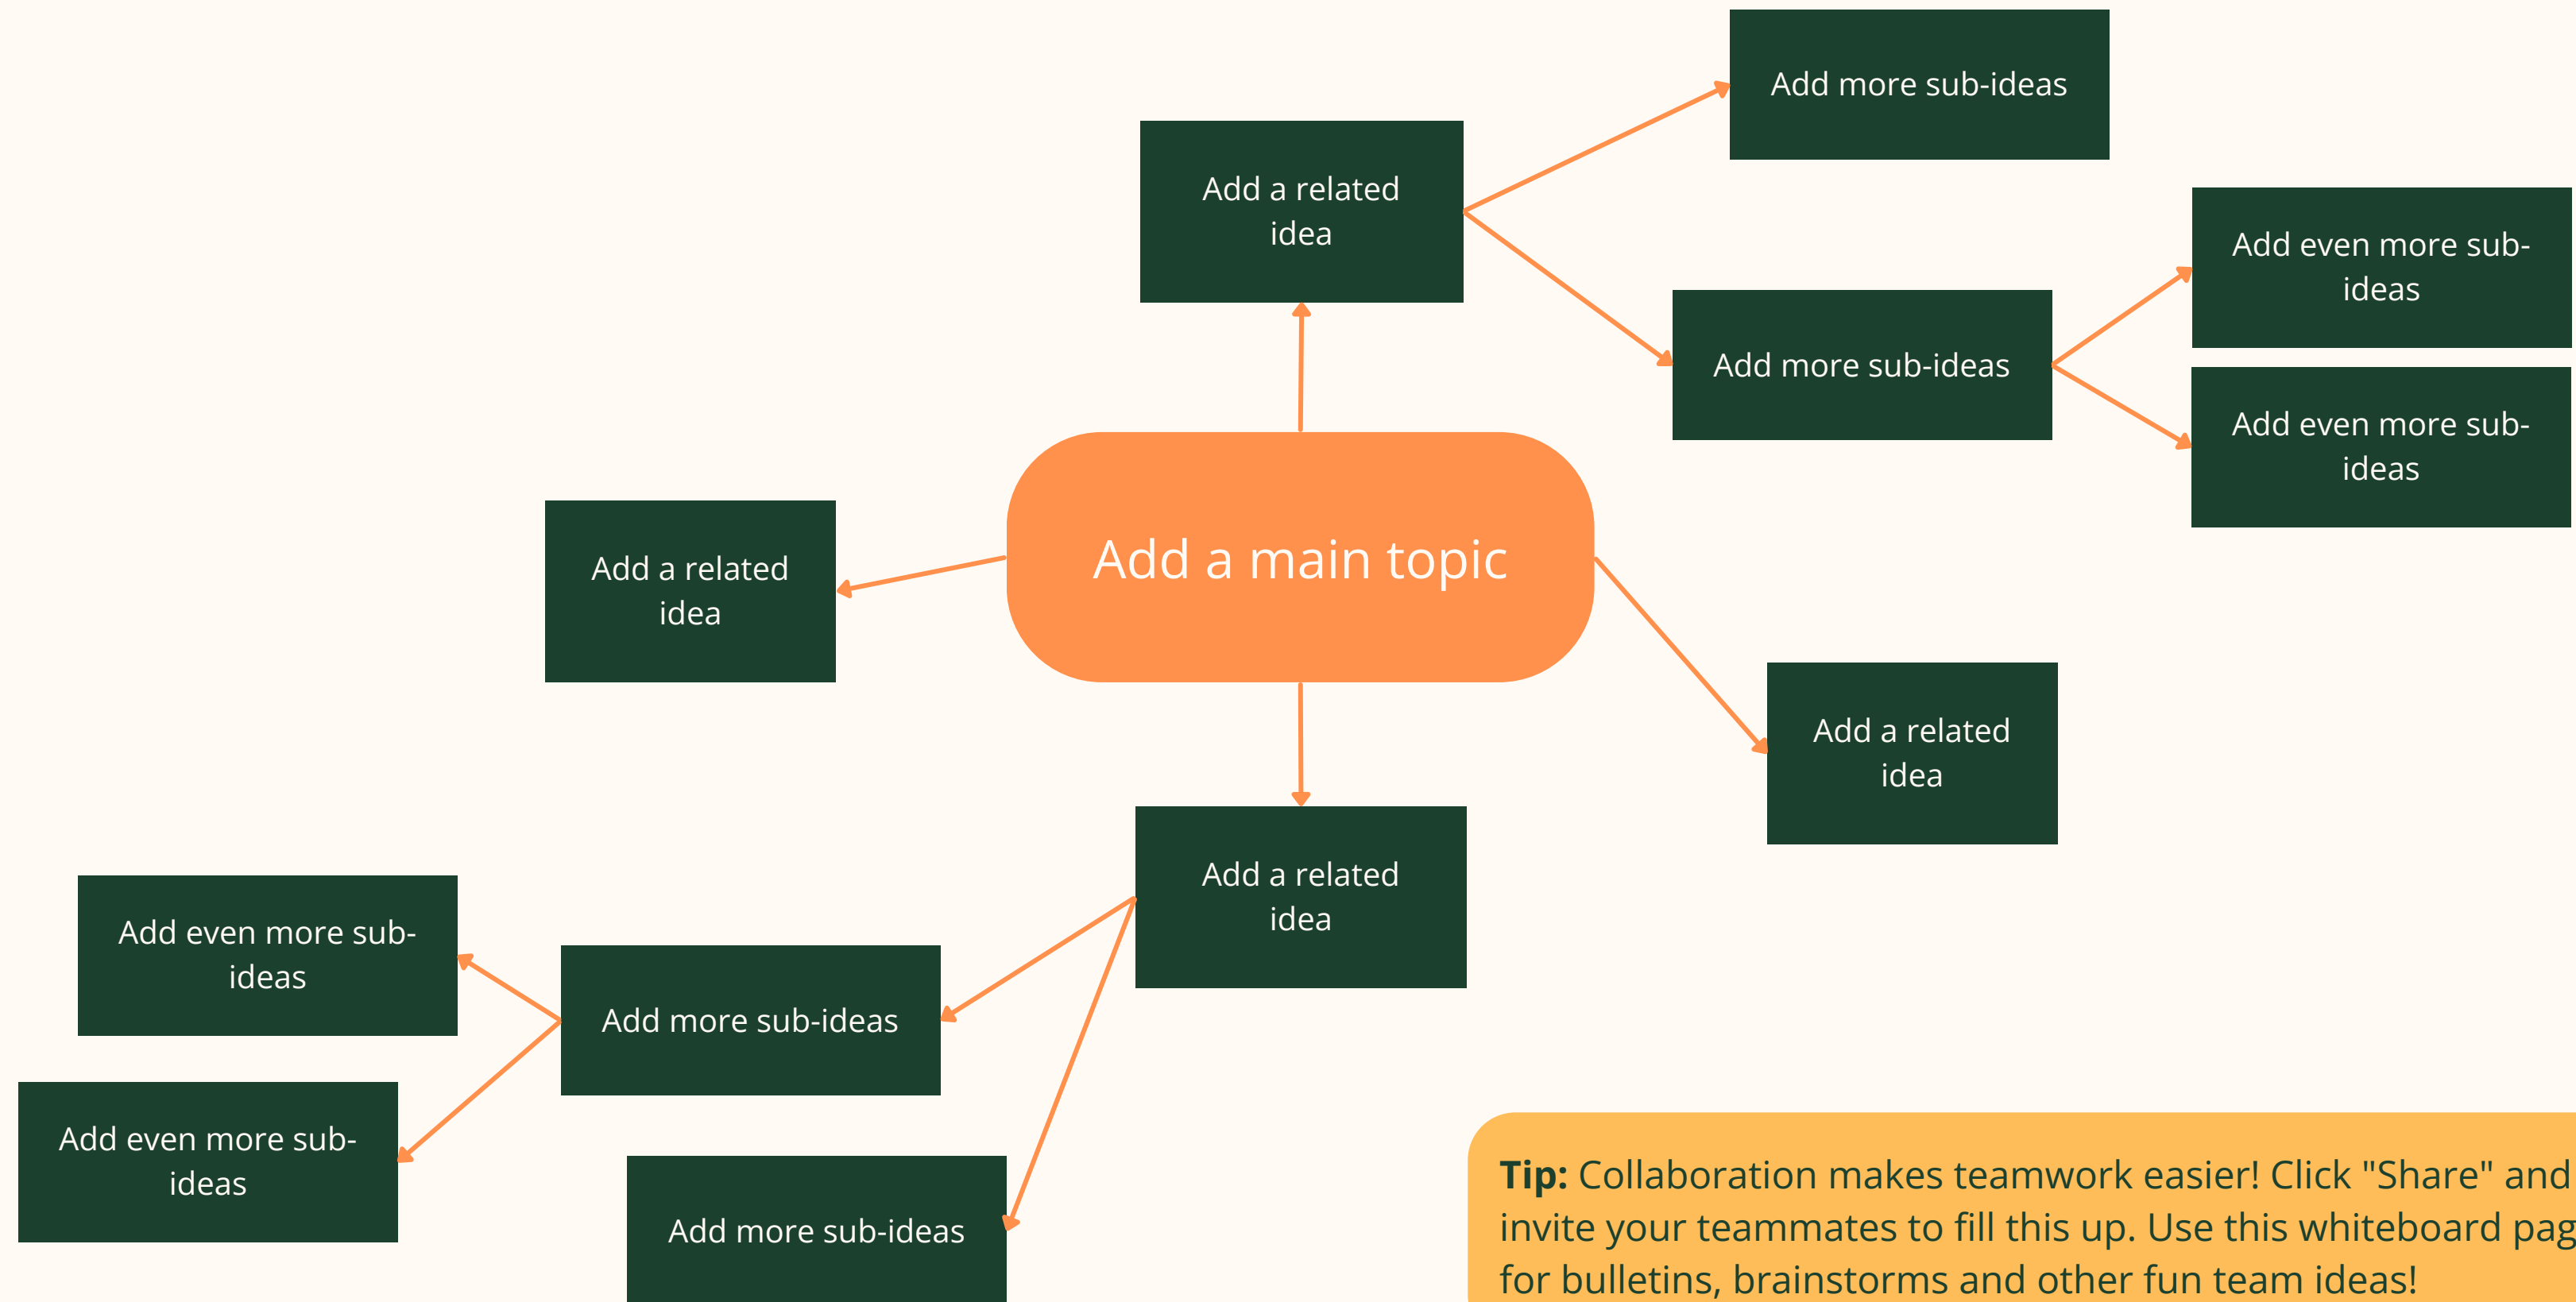 Add more sub-ideas
Add a related
idea
Add even more sub-
ideas
Add more sub-ideas
Add even more sub-
ideas
Add a main topic
Add a related
idea
Add a related
idea
Add a related
idea
Add even more sub-
ideas
Add more sub-ideas
Add even more sub-
ideas
Add more sub-ideas
Tip: Collaboration makes teamwork easier! Click "Share" and
invite your teammates to fill this up. Use this whiteboard pag
for bulletins, brainstorms and other fun team ideas!